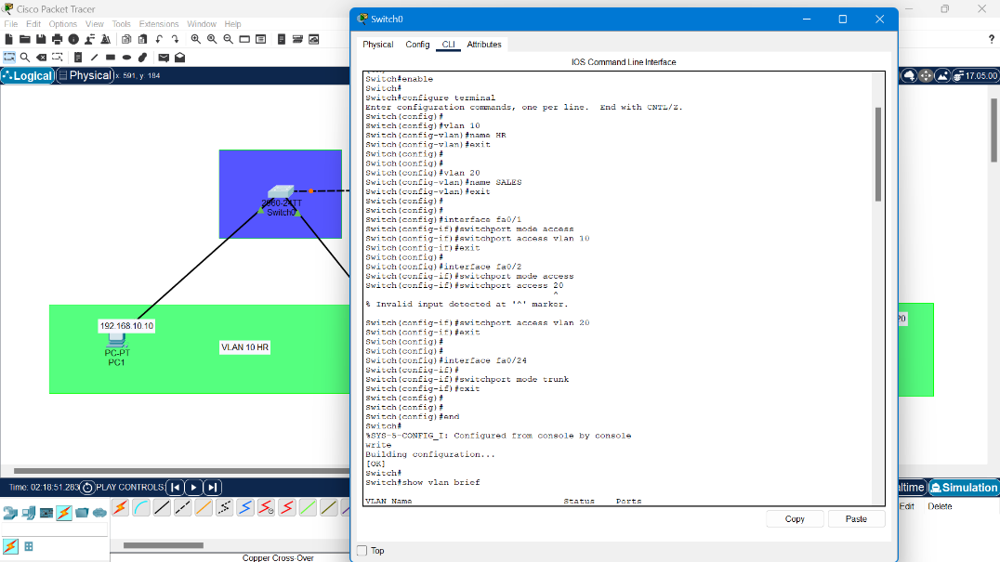 Cisco Packet Tracer
File Edit Options View Tools Extensions Window Help
?
Logical Physical x: 591, y: 184
17:05:00
2960-24TT
Switch0
192.168.10.10
PC-PT
PC1
VLAN 10 HR
20
Time: 02:18:51.283 PLAY CONTROLS:
Simulation
Edit Delete
Copper Cross-Over
Switch0
Physical Config CLI Attributes
IOS Command Line Interface
Switch#enable
Switch#
Switch#configure terminal
Enter configuration commands, one per line. End with CNTL/Z.
Switch(config)#
Switch(config)#vlan 10
Switch(config-vlan)#name HR
Switch(config-vlan)#exit
Switch(config)#
Switch(config)#
Switch(config)#vlan 20
Switch(config-vlan)#name SALES
Switch(config-vlan)#exit
Switch(config)#
Switch(config)#
Switch(config)#interface fa0/1
Switch(config-if)#switchport mode access
Switch(config-if)#switchport access vlan 10
Switch(config-if)#exit
Switch(config)#
Switch(config)#interface fa0/2
Switch(config-if)#switchport mode access
Switch(config-if)#switchport access 20
^
% Invalid input detected at '^' marker.
Switch(config-if)#switchport access vlan 20
Switch(config-if)#exit
Switch(config)#
Switch(config)#
Switch(config)#interface fa0/24
Switch(config-if)#
Switch(config-if)#switchport mode trunk
Switch(config-if)#exit
Switch(config)#
Switch(config)#
Switch(config)#end
Switch#
%SYS-5-CONFIG_I: Configured from console by console
write
Building configuration...
[OK]
Switch#
Switch#show vlan brief
VLAN Name Status Ports
Copy Paste
Top